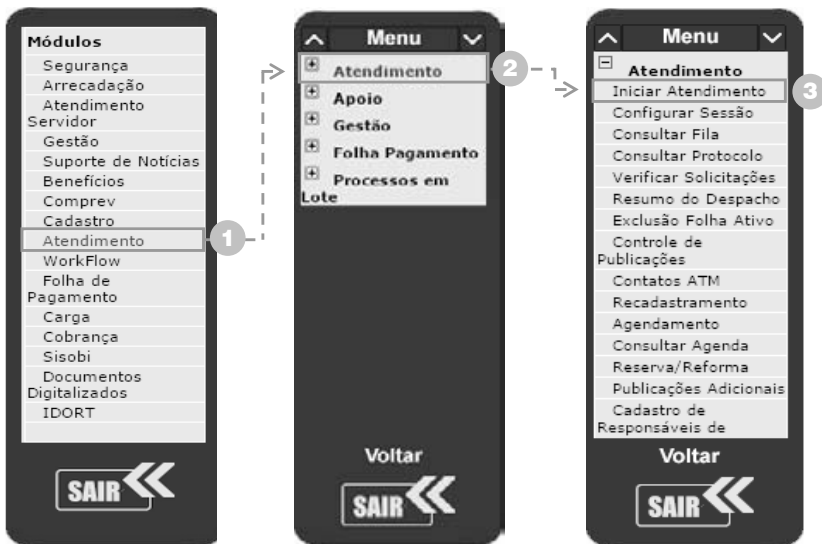 Módulos
Segurança
Arrecadação
Atendimento
Servidor
Gestão
Suporte de Notícias
Benefícios
Comprev
Cadastro
Atendimento
WorkFlow
Folha de
Pagamento
Carga
Cobrança
Sisobi
Documentos
Digitalizados
IDORT
SAIR
1
Menu
Atendimento
Apoio
Gestão
Folha Pagamento
Processos em
Lote
Voltar
SAIR
2
Menu
Atendimento
Iniciar Atendimento
Configurar Sessão
Consultar Fila
Consultar Protocolo
Verificar Solicitações
Resumo do Despacho
Exclusão Folha Ativo
Controle de
Publicações
Contatos ATM
Recadastramento
Agendamento
Consultar Agenda
Reserva/Reforma
Publicações Adicionais
Cadastro de
Responsáveis de
Voltar
SAIR
3